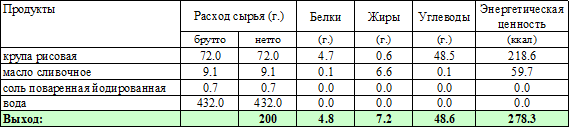 Продукты Расход сырья (г.) Белки Жиры Углеводы Энергетическая ценность
брутто нетто (г.) (г.) (г.) (ккал)
крупа рисовая 72.0 72.0 4.7 0.6 48.5 218.6
масло сливочное 9.1 9.1 0.1 6.6 0.1 59.7
соль поваренная йодированная 0.7 0.7 0.0 0.0 0.0 0.0
вода 432.0 432.0 0.0 0.0 0.0 0.0
Выход: 200 4.8 7.2 48.6 278.3